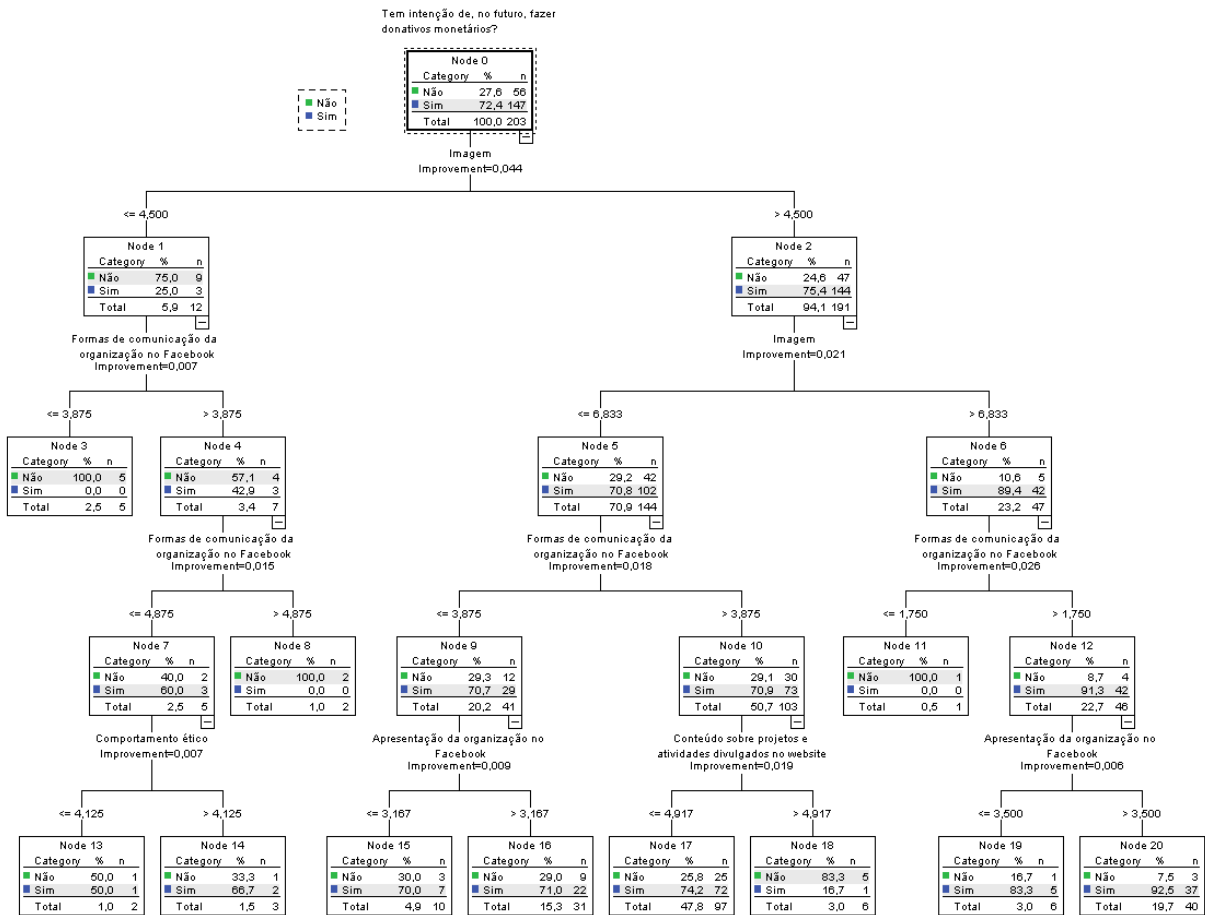 Tem intenção de, no futuro, fazer
donativos monetários?
Node 0
Category % n
Não 27,6 56
Sim 72,4 147
Total 100,0 203
Não
Sim
Imagem
Improvement=0,044
<= 4,500
> 4,500
Node 1
Category % n
Não 75,0 9
Sim 25,0 3
Total 5,9 12
Node 2
Category % n
Não 24,6 47
Sim 75,4 144
Total 94,1 191
Formas de comunicação da
organização no Facebook
Improvement=0,007
Imagem
Improvement=0,021
<= 3,875
> 3,875
<= 6,833
> 6,833
Node 3
Category % n
Não 100,0 5
Sim 0,0 0
Total 2,5 5
Node 4
Category % n
Não 57,1 4
Sim 42,9 3
Total 3,4 7
Node 5
Category % n
Não 29,2 42
Sim 70,8 102
Total 70,9 144
Node 6
Category % n
Não 10,6 5
Sim 89,4 42
Total 23,2 47
Formas de comunicação da
organização no Facebook
Improvement=0,015
Formas de comunicação da
organização no Facebook
Improvement=0,018
Formas de comunicação da
organização no Facebook
Improvement=0,026
<= 4,875
> 4,875
<= 3,875
> 3,875
<= 1,750
> 1,750
Node 7
Category % n
Não 40,0 2
Sim 60,0 3
Total 2,5 5
Node 8
Category % n
Não 100,0 2
Sim 0,0 0
Total 1,0 2
Node 9
Category % n
Não 29,3 12
Sim 70,7 29
Total 20,2 41
Node 10
Category % n
Não 29,1 30
Sim 70,9 73
Total 50,7 103
Node 11
Category % n
Não 100,0 1
Sim 0,0 0
Total 0,5 1
Node 12
Category % n
Não 8,7 4
Sim 91,3 42
Total 22,7 46
Comportamento ético
Improvement=0,007
Apresentação da organização no
Facebook
Improvement=0,009
Conteúdo sobre projetos e
atividades divulgados no website
Improvement=0,019
Apresentação da organização no
Facebook
Improvement=0,006
<= 4,125
> 4,125
<= 3,167
> 3,167
<= 4,917
> 4,917
<= 3,500
> 3,500
Node 13
Category % n
Não 50,0 1
Sim 50,0 1
Total 1,0 2
Node 14
Category % n
Não 33,3 1
Sim 66,7 2
Total 1,5 3
Node 15
Category % n
Não 30,0 3
Sim 70,0 7
Total 4,9 10
Node 16
Category % n
Não 29,0 9
Sim 71,0 22
Total 15,3 31
Node 17
Category % n
Não 25,8 25
Sim 74,2 72
Total 47,8 97
Node 18
Category % n
Não 83,3 5
Sim 16,7 1
Total 3,0 6
Node 19
Category % n
Não 16,7 1
Sim 83,3 5
Total 3,0 6
Node 20
Category % n
Não 7,5 3
Sim 92,5 37
Total 19,7 40